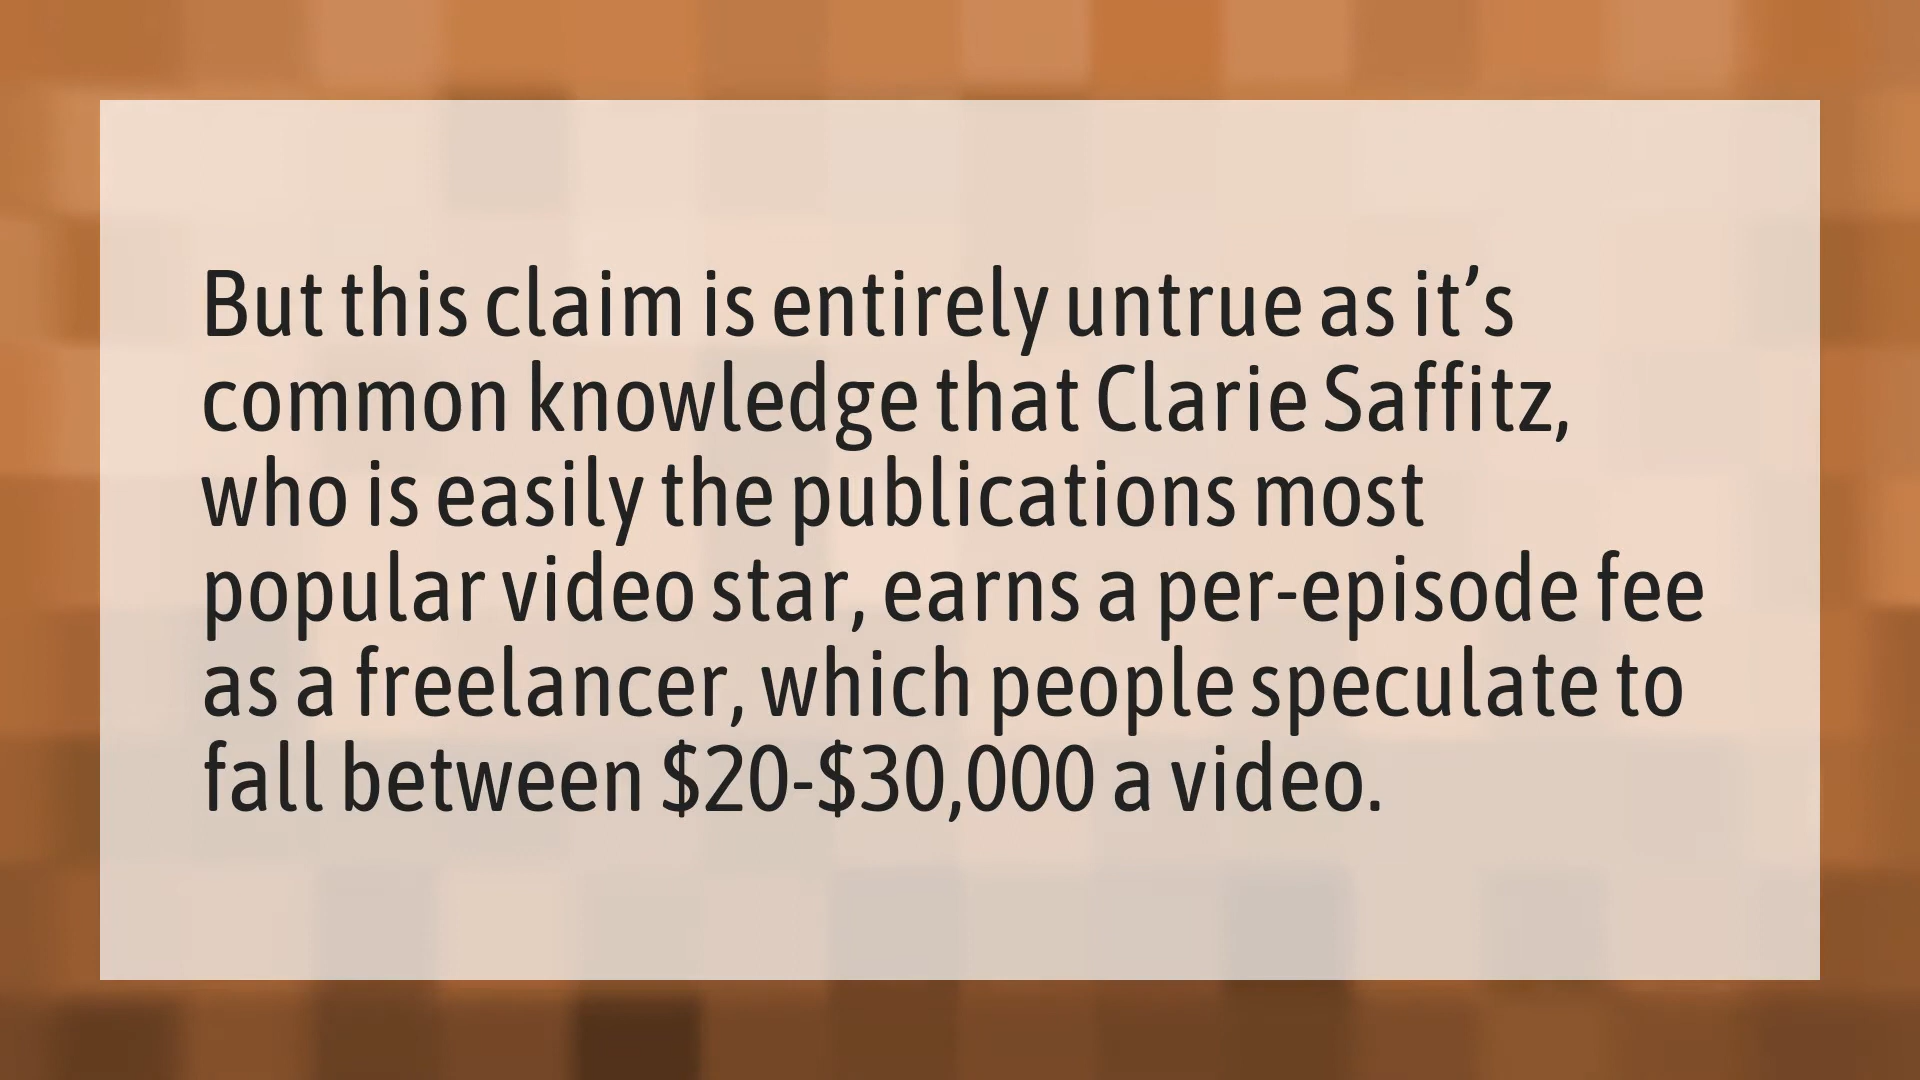 But this claim is entirely untrue as it’s
common knowledge that Clarie Saffitz,
who is easily the publications most
popular video star, earns a per-episode fee
as a freelancer, which people speculate to
fall between $20-$30,000 a video.